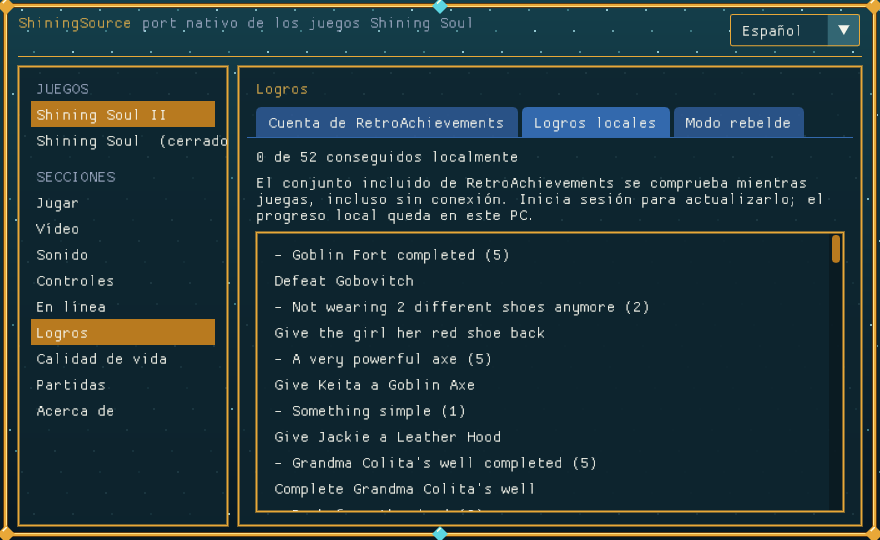 ShiningSource port nativo de los juegos Shining Soul
Español
JUEGOS
Shining Soul II
Shining Soul (cerrado
SECCIONES
Jugar
Vídeo
Sonido
Controles
En línea
Logros
Calidad de vida
Partidas
Acerca de
Logros
Cuenta de RetroAchievements
Logros locales
Modo rebelde
0 de 52 conseguidos localmente
El conjunto incluido de RetroAchievements se comprueba mientras
juegas, incluso sin conexión. Inicia sesión para actualizarlo; el
progreso local queda en este PC.
- Goblin Fort completed (5)
Defeat Gobovitch
- Not wearing 2 different shoes anymore (2)
Give the girl her red shoe back
- A very powerful axe (5)
Give Keita a Goblin Axe
- Something simple (1)
Give Jackie a Leather Hood
- Grandma Colita's well completed (5)
Complete Grandma Colita's well